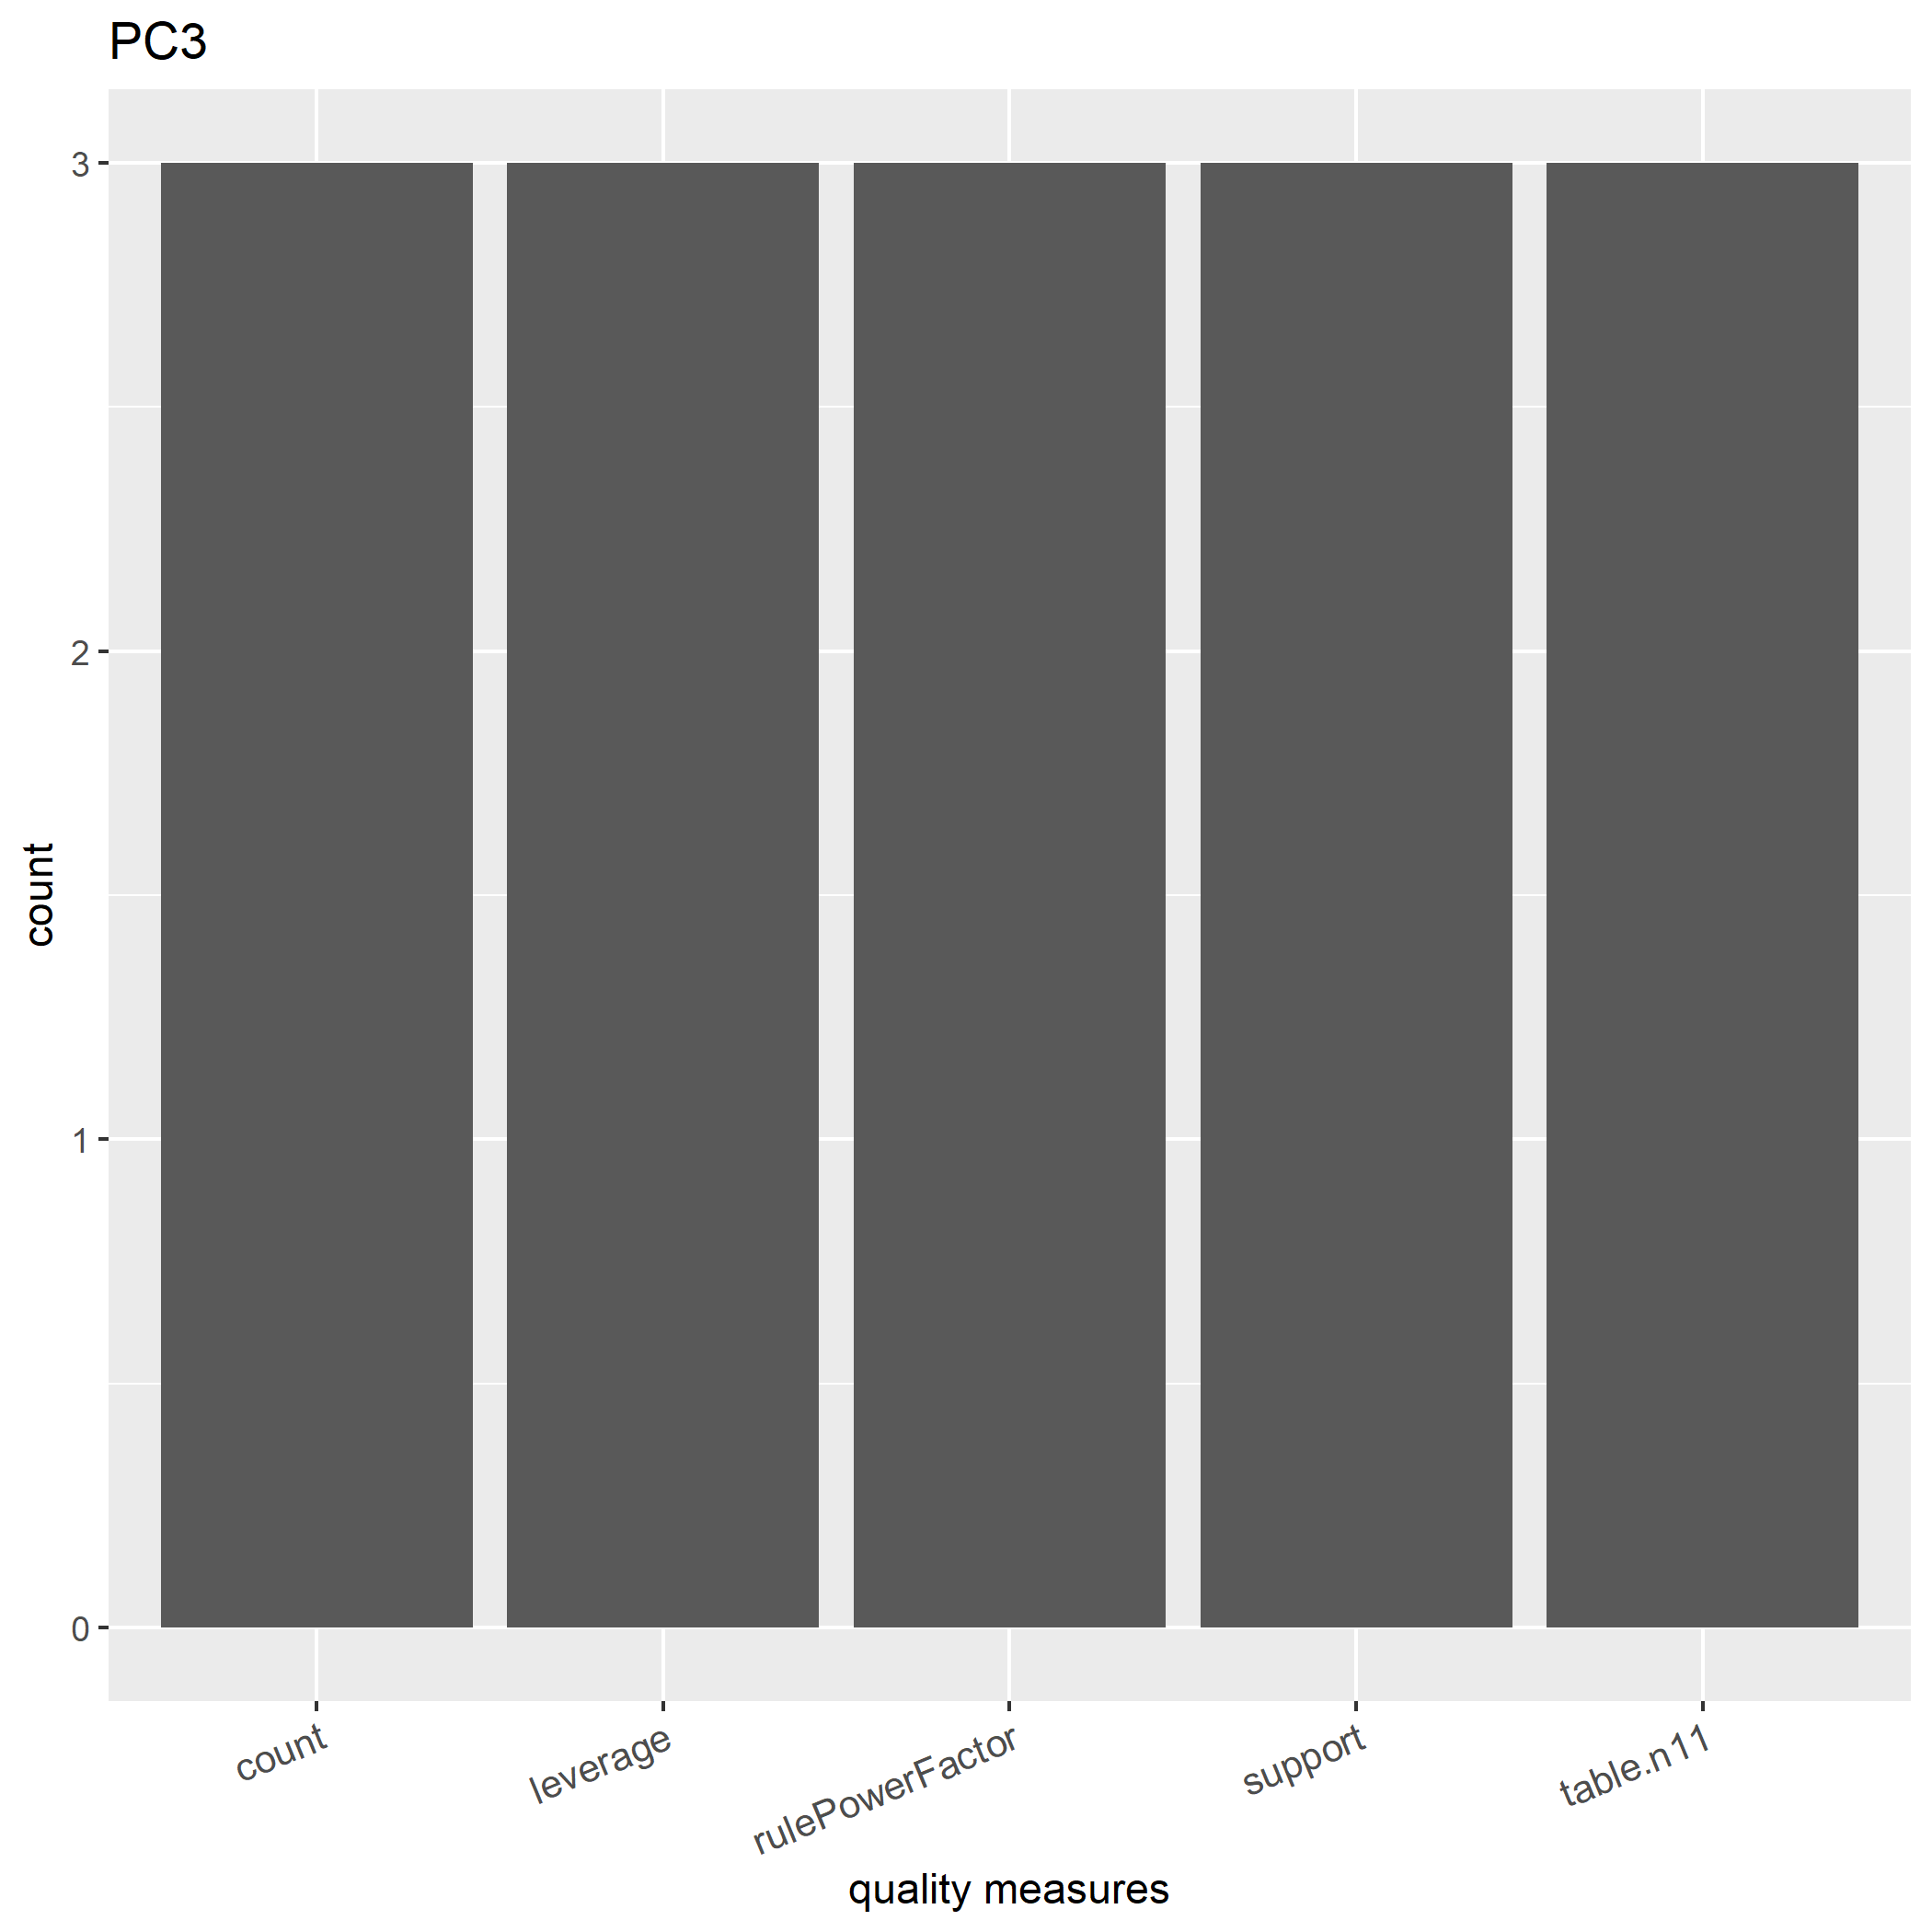 PC3
3
2
1
0
count
count
leverage
rulePowerFactor
support
table.n11
quality measures